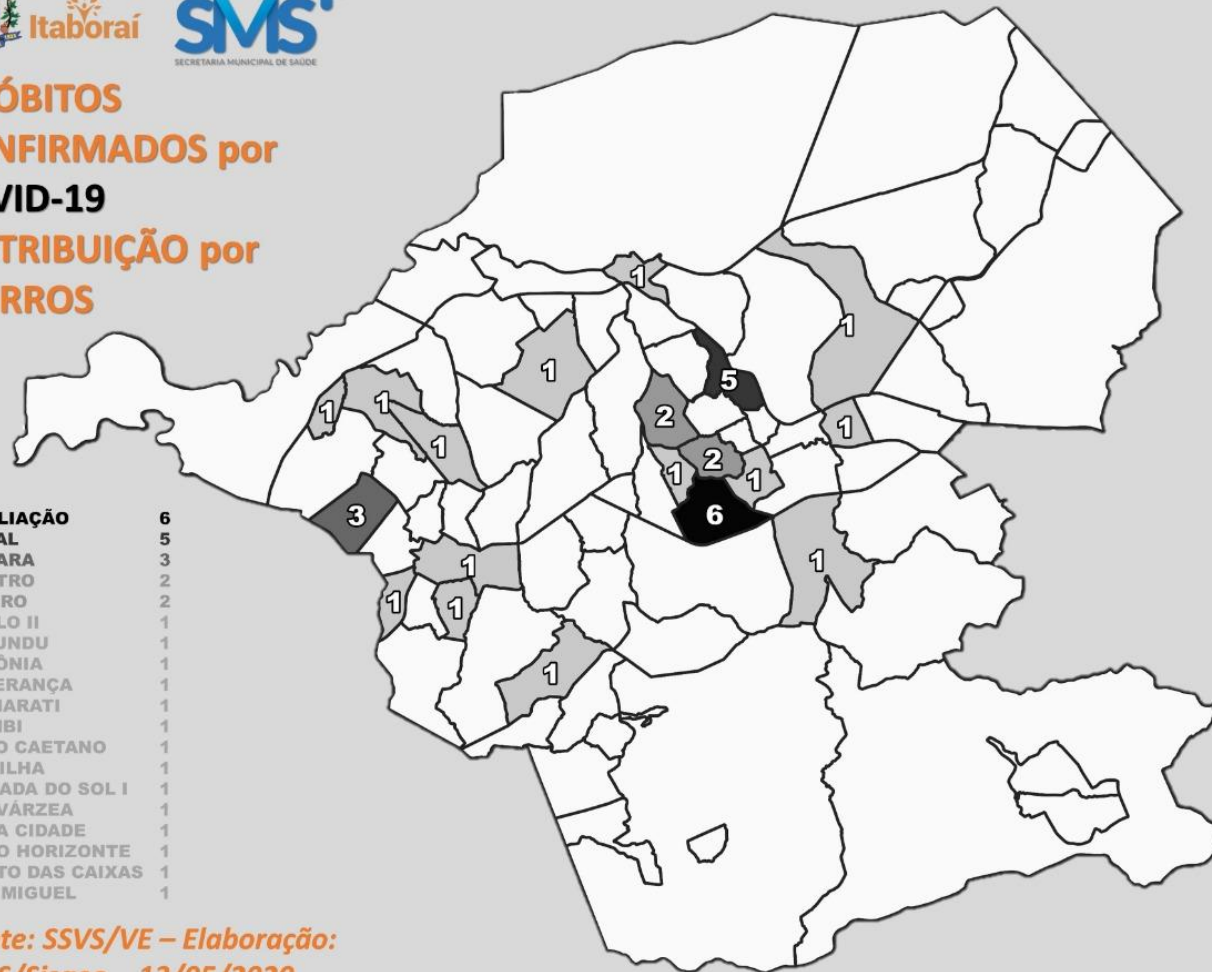 Itaboraí
SMS
SECRETARIA MUNICIPAL DE SAÚDE
ÓBITOS
NFIRMADOS por
VID-19
TRIBUIÇÃO por
RROS
1
1
1
5
1
1
2
1
1
2
1
1
3
6
1
1
1
1
1
LIAÇÃO 6
AL 5
ARA 3
TRO 2
RO 2
LO II 1
UNDU 1
ÔNIA 1
ERANÇA 1
ARATI 1
IBI 1
O CAETANO 1
ILHA 1
ADA DO SOL I 1
VÁRZEA 1
A CIDADE 1
O HORIZONTE 1
TO DAS CAIXAS 1
MIGUEL 1
te: SSVS/VE – Elaboração: